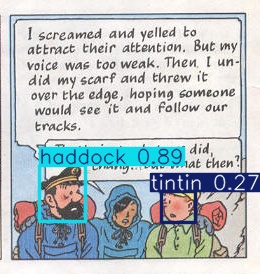 I screamed and yelled to
attract their attention. But my
voice was too weak. Then I un-
did my scarf and threw it
over the edge, hoping someone
would see it and follow our
tracks.
did,
then?
haddock 0.89
tintin 0.27